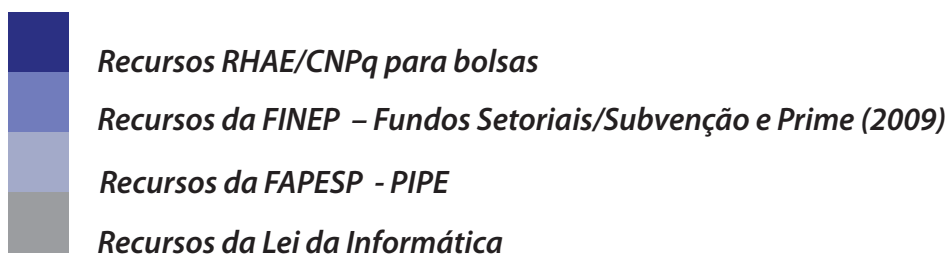 Recursos RHAE/CNPq para bolsas
Recursos da FINEP – Fundos Setoriais/Subvenção e Prime (2009)
Recursos da FAPESP - PIPE
Recursos da Lei da Informática